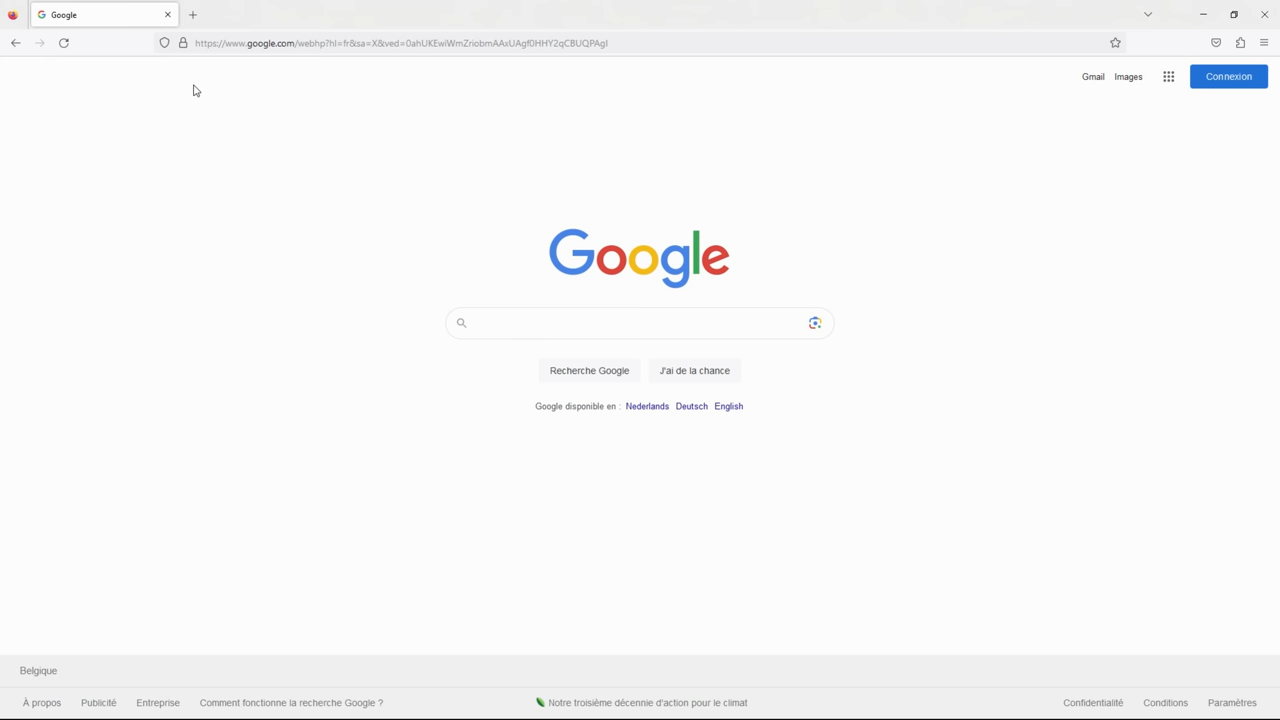 Google
https://www.google.com/webhp?hl=fr&sa=X&ved=0ahUKEwiWmZriobmAAxUAgf0HHY2qCBUQPAgI
Gmail Images Connexion
Google
Recherche Google J'ai de la chance
Google disponible en : Nederlands Deutsch English
Belgique
À propos Publicité Entreprise Comment fonctionne la recherche Google ? Notre troisième décennie d'action pour le climat Confidentialité Conditions Paramètres